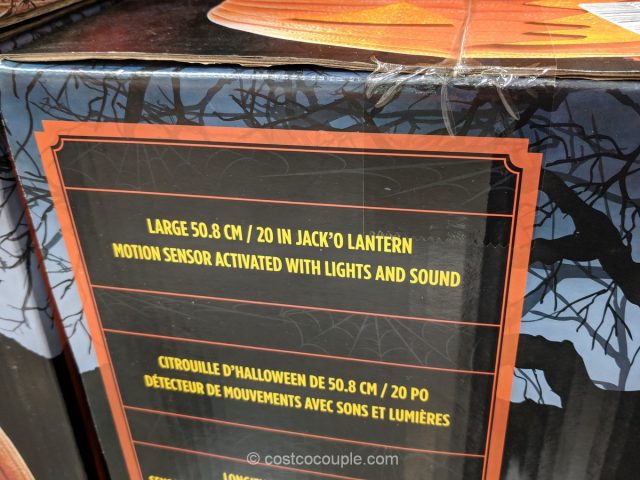 LARGE 50.8 CM / 20 IN JACK'O LANTERN
MOTION SENSOR ACTIVATED WITH LIGHTS AND SOUND
CITROUILLE D'HALLOWEEN DE 50.8 CM / 20 PO
DÉTECTEUR DE MOUVEMENTS AVEC SONS ET LUMIÈRES
© costcocouple.com